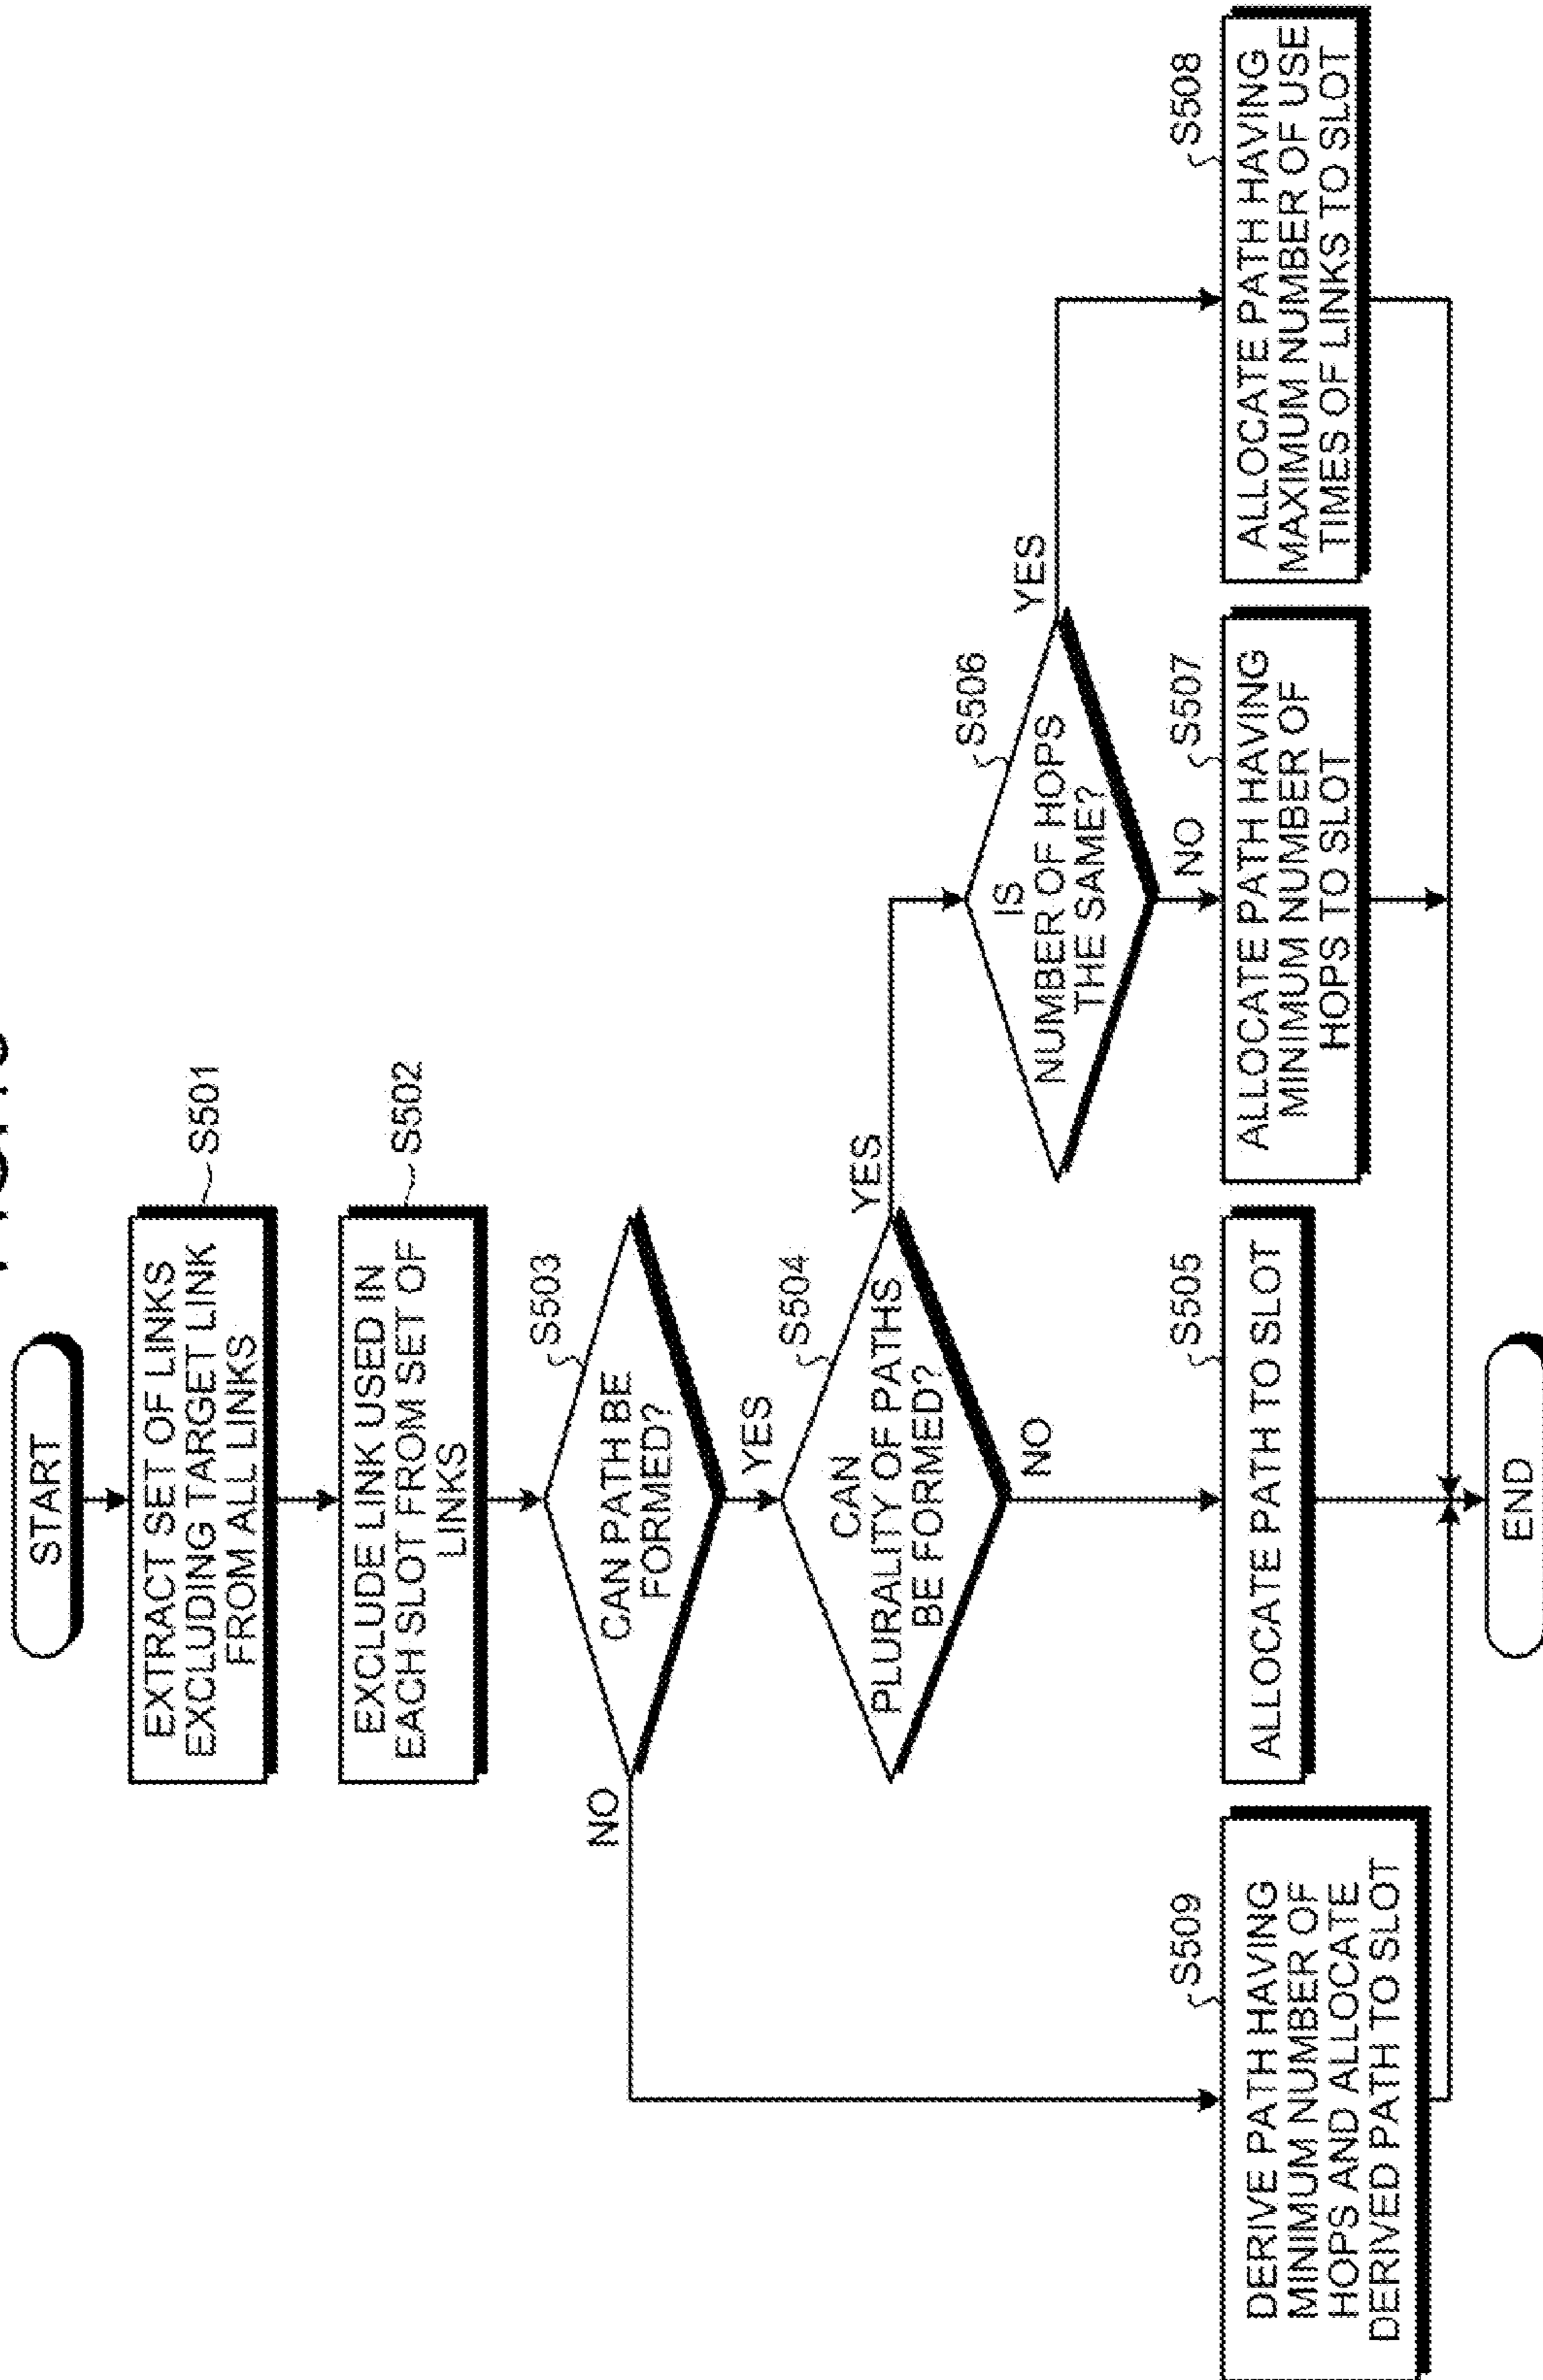 START
EXTRACT SET OF LINKS
EXCLUDING TARGET LINK
FROM ALL LINKS
S501
EXCLUDE LINK USED IN
EACH SLOT FROM SET OF
LINKS
S502
CAN PATH BE
FORMED?
S503
NO
YES
CAN
PLURALITY OF PATHS
BE FORMED?
S504
YES
NO
IS
NUMBER OF HOPS
THE SAME?
S506
YES
NO
DERIVE PATH HAVING
MINIMUM NUMBER OF
HOPS AND ALLOCATE
DERIVED PATH TO SLOT
S509
ALLOCATE PATH TO SLOT
S505
ALLOCATE PATH HAVING
MINIMUM NUMBER OF
HOPS TO SLOT
S507
ALLOCATE PATH HAVING
MAXIMUM NUMBER OF USE
TIMES OF LINKS TO SLOT
S508
END